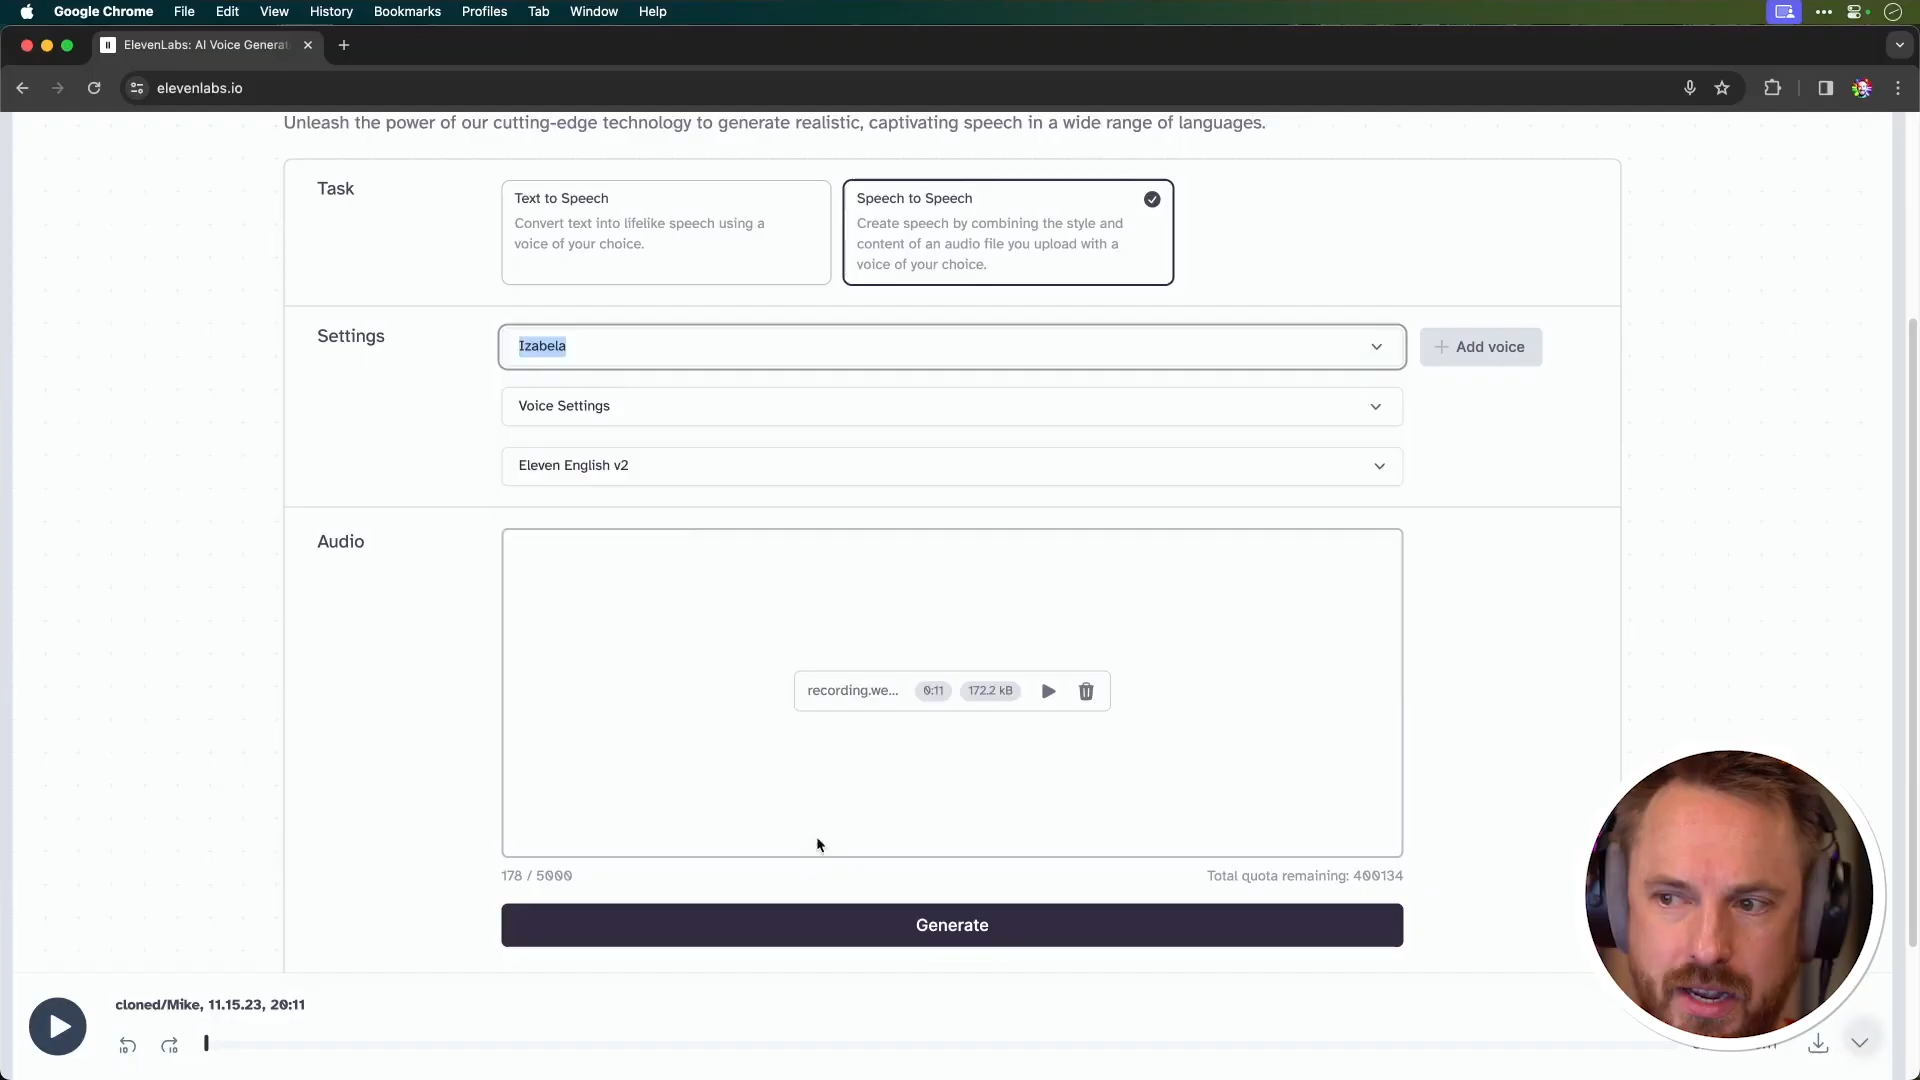 Google Chrome File Edit View History Bookmarks Profiles Tab Window Help
ElevenLabs: AI Voice Generat
elevenlabs.io
Unleash the power of our cutting-edge technology to generate realistic, captivating speech in a wide range of languages.
Task
Text to Speech
Convert text into lifelike speech using a
voice of your choice.
Speech to Speech
Create speech by combining the style and
content of an audio file you upload with a
voice of your choice.
Settings
Izabela
Add voice
Voice Settings
Eleven English v2
Audio
recording.we... 0:11 172.2 kB
178 / 5000
Total quota remaining: 400134
Generate
cloned/Mike, 11.15.23, 20:11
10 10